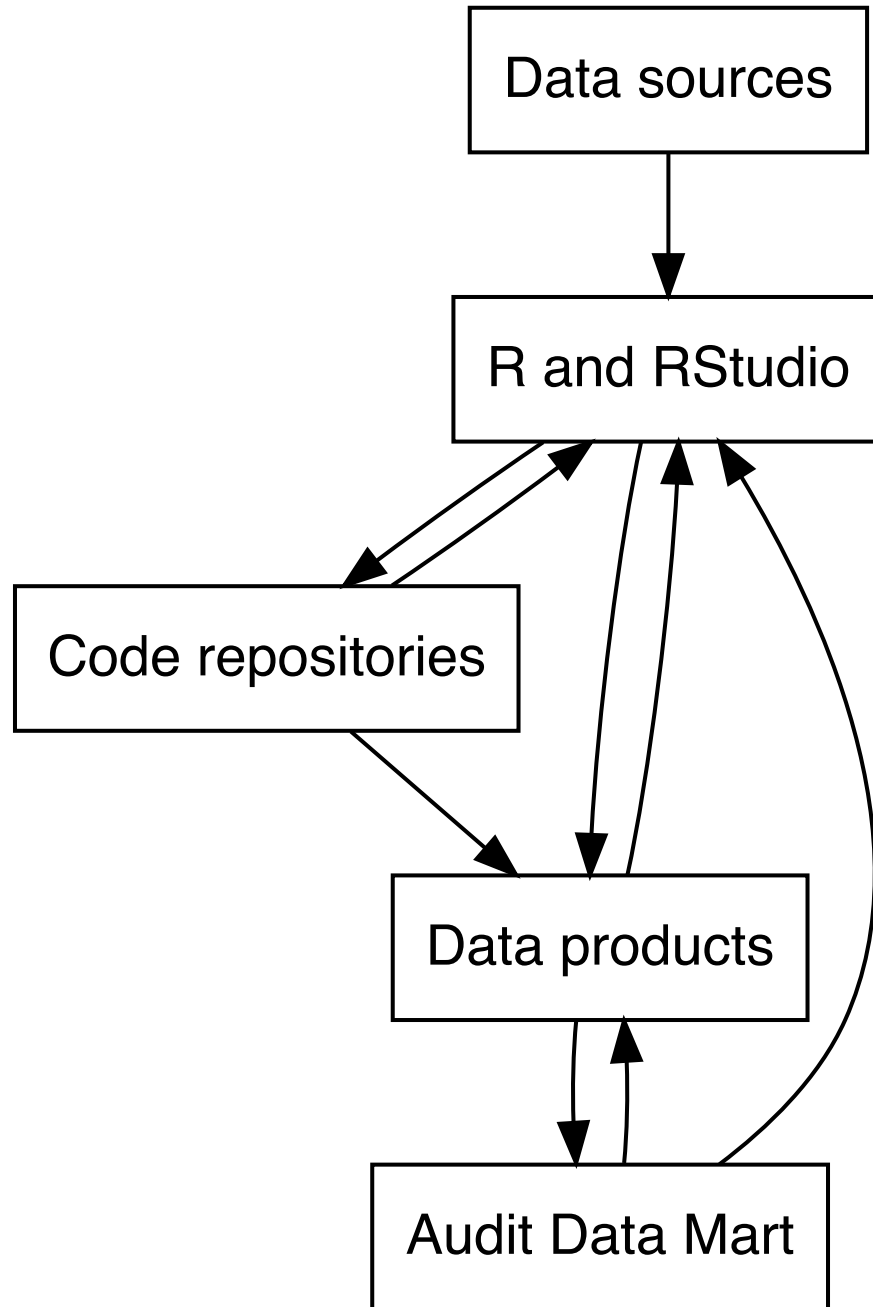 Data sources
R and RStudio
Code repositories
Data products
Audit Data Mart